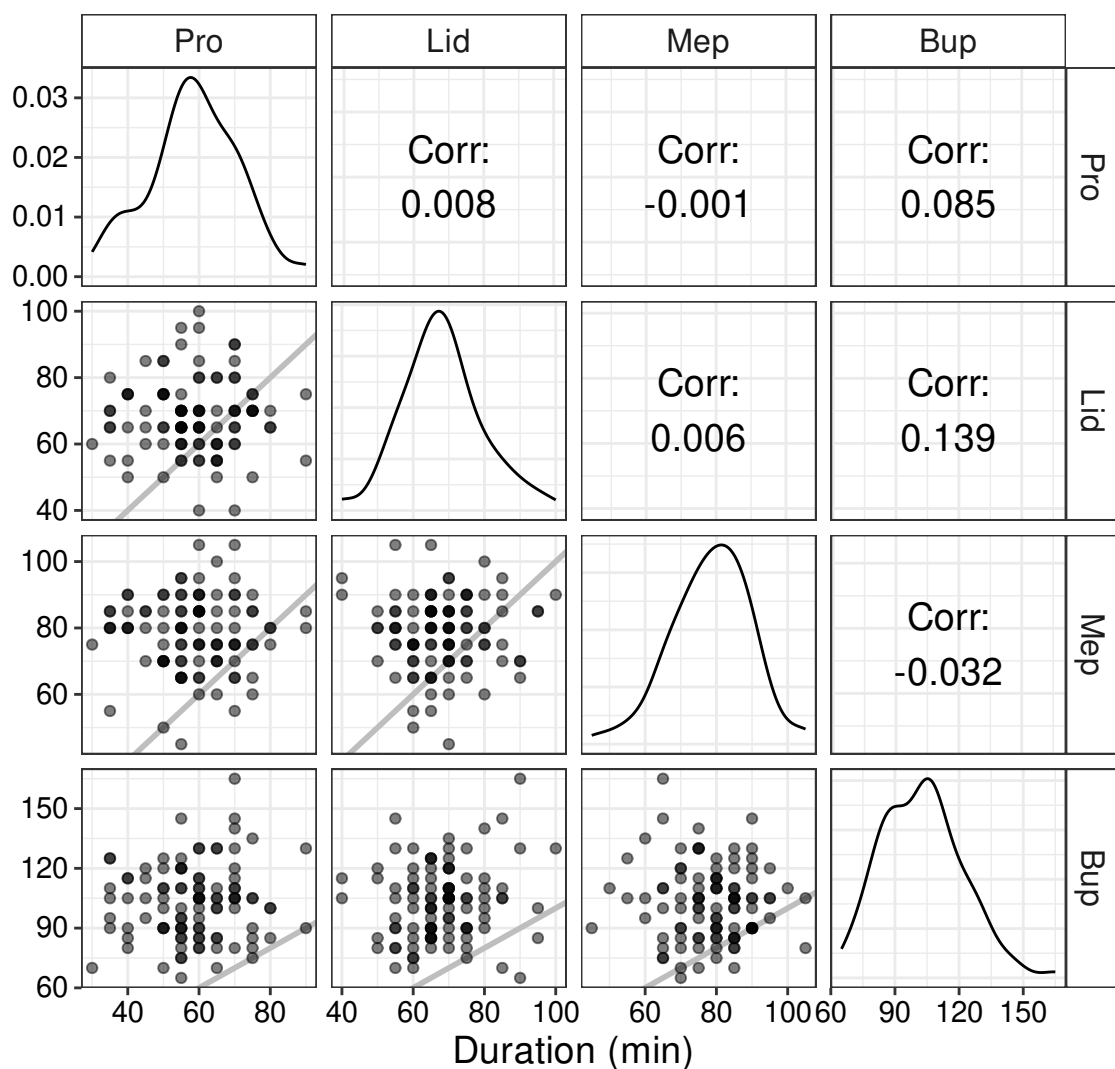 Pro Lid Mep Bup
0.03
0.02
0.01
0.00
Corr:
0.008
Corr:
-0.001
Corr:
0.085
Pro
100
80
60
40
Corr:
0.006
Corr:
0.139
Lid
100
80
60
Corr:
-0.032
Mep
150
120
90
60
Bup
40 60 80 40 60 80 100 60 80 100 60 90 120 150
Duration (min)